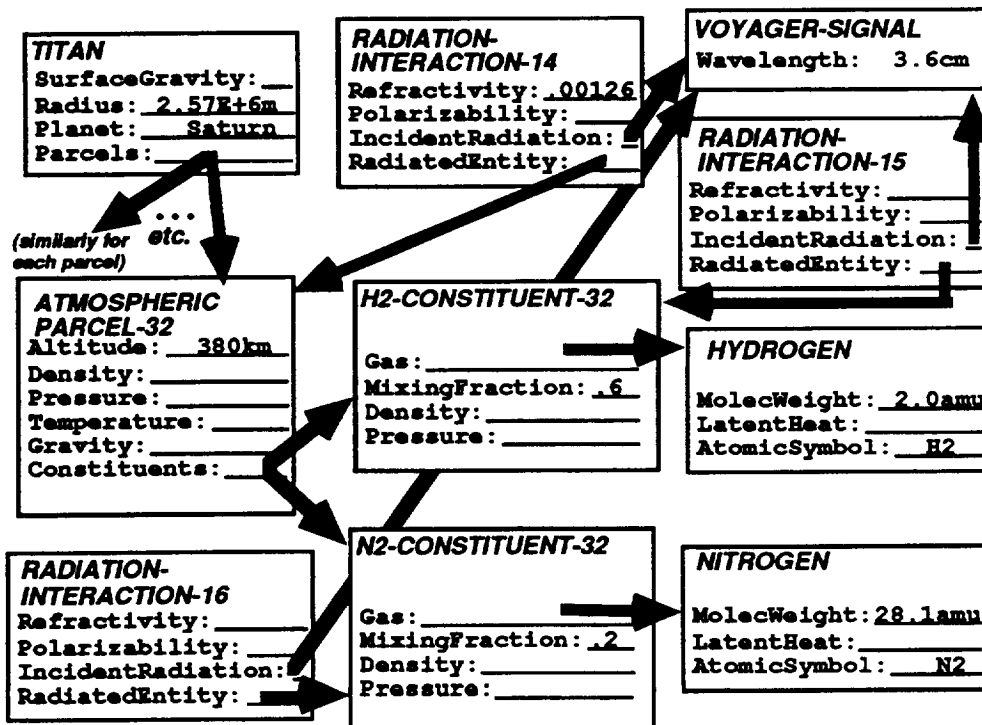 TITAN
SurfaceGravity:
Radius: 2.57E+6m
Planet: Saturn
Parcels:
RADIATION-
INTERACTION-14
Refractivity: .00126
Polarizability:
IncidentRadiation:
RadiatedEntity:
VOYAGER-SIGNAL
Wavelength: 3.6cm
RADIATION-
INTERACTION-15
Refractivity:
Polarizability:
IncidentRadiation:
RadiatedEntity:
...
(similarly for
each parcel)
etc.
ATMOSPHERIC
PARCEL-32
Altitude: 380km
Density:
Pressure:
Temperature:
Gravity:
Constituents:
H2-CONSTITUENT-32
Gas:
MixingFraction: .6
Density:
Pressure:
HYDROGEN
MolecWeight: 2.0amu
LatentHeat:
AtomicSymbol: H2
RADIATION-
INTERACTION-16
Refractivity:
Polarizability:
IncidentRadiation:
RadiatedEntity:
N2-CONSTITUENT-32
Gas:
MixingFraction: .2
Density:
Pressure:
NITROGEN
MolecWeight: 28.1amu
LatentHeat:
AtomicSymbol: N2